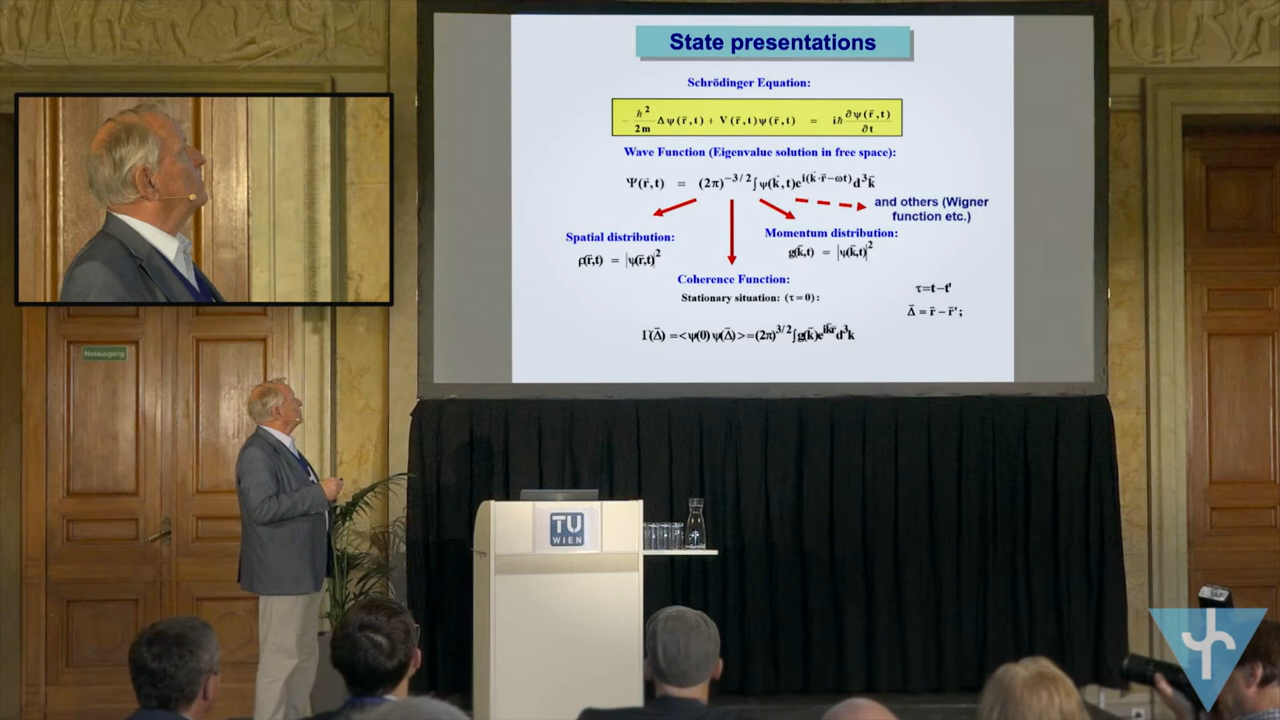 State presentations
Schrödinger Equation:
- ℏ²/2m Δψ(r⃗,t) + V(r⃗,t)ψ(r⃗,t) = iℏ ∂ψ(r⃗,t)/∂t
Wave Function (Eigenvalue solution in free space):
Ψ(r⃗,t) = (2π)^−3/2 ∫ψ(k⃗,t)e^i(k⃗·r⃗−ωt) d³k⃗
and others (Wigner
function etc.)
Spatial distribution:
ρ(r⃗,t) = |ψ(r⃗,t)|²
Momentum distribution:
g(k⃗,t) = |ψ(k⃗,t)|²
Coherence Function:
Stationary situation: (τ=0):
τ=t−t'
Δ⃗ = r⃗ − r⃗';
Γ(Δ⃗) =<ψ(0) ψ(Δ⃗)>=(2π)^3/2 ∫g(k⃗)e^ik⃗r⃗ d³k
Notausgang
TU
WIEN